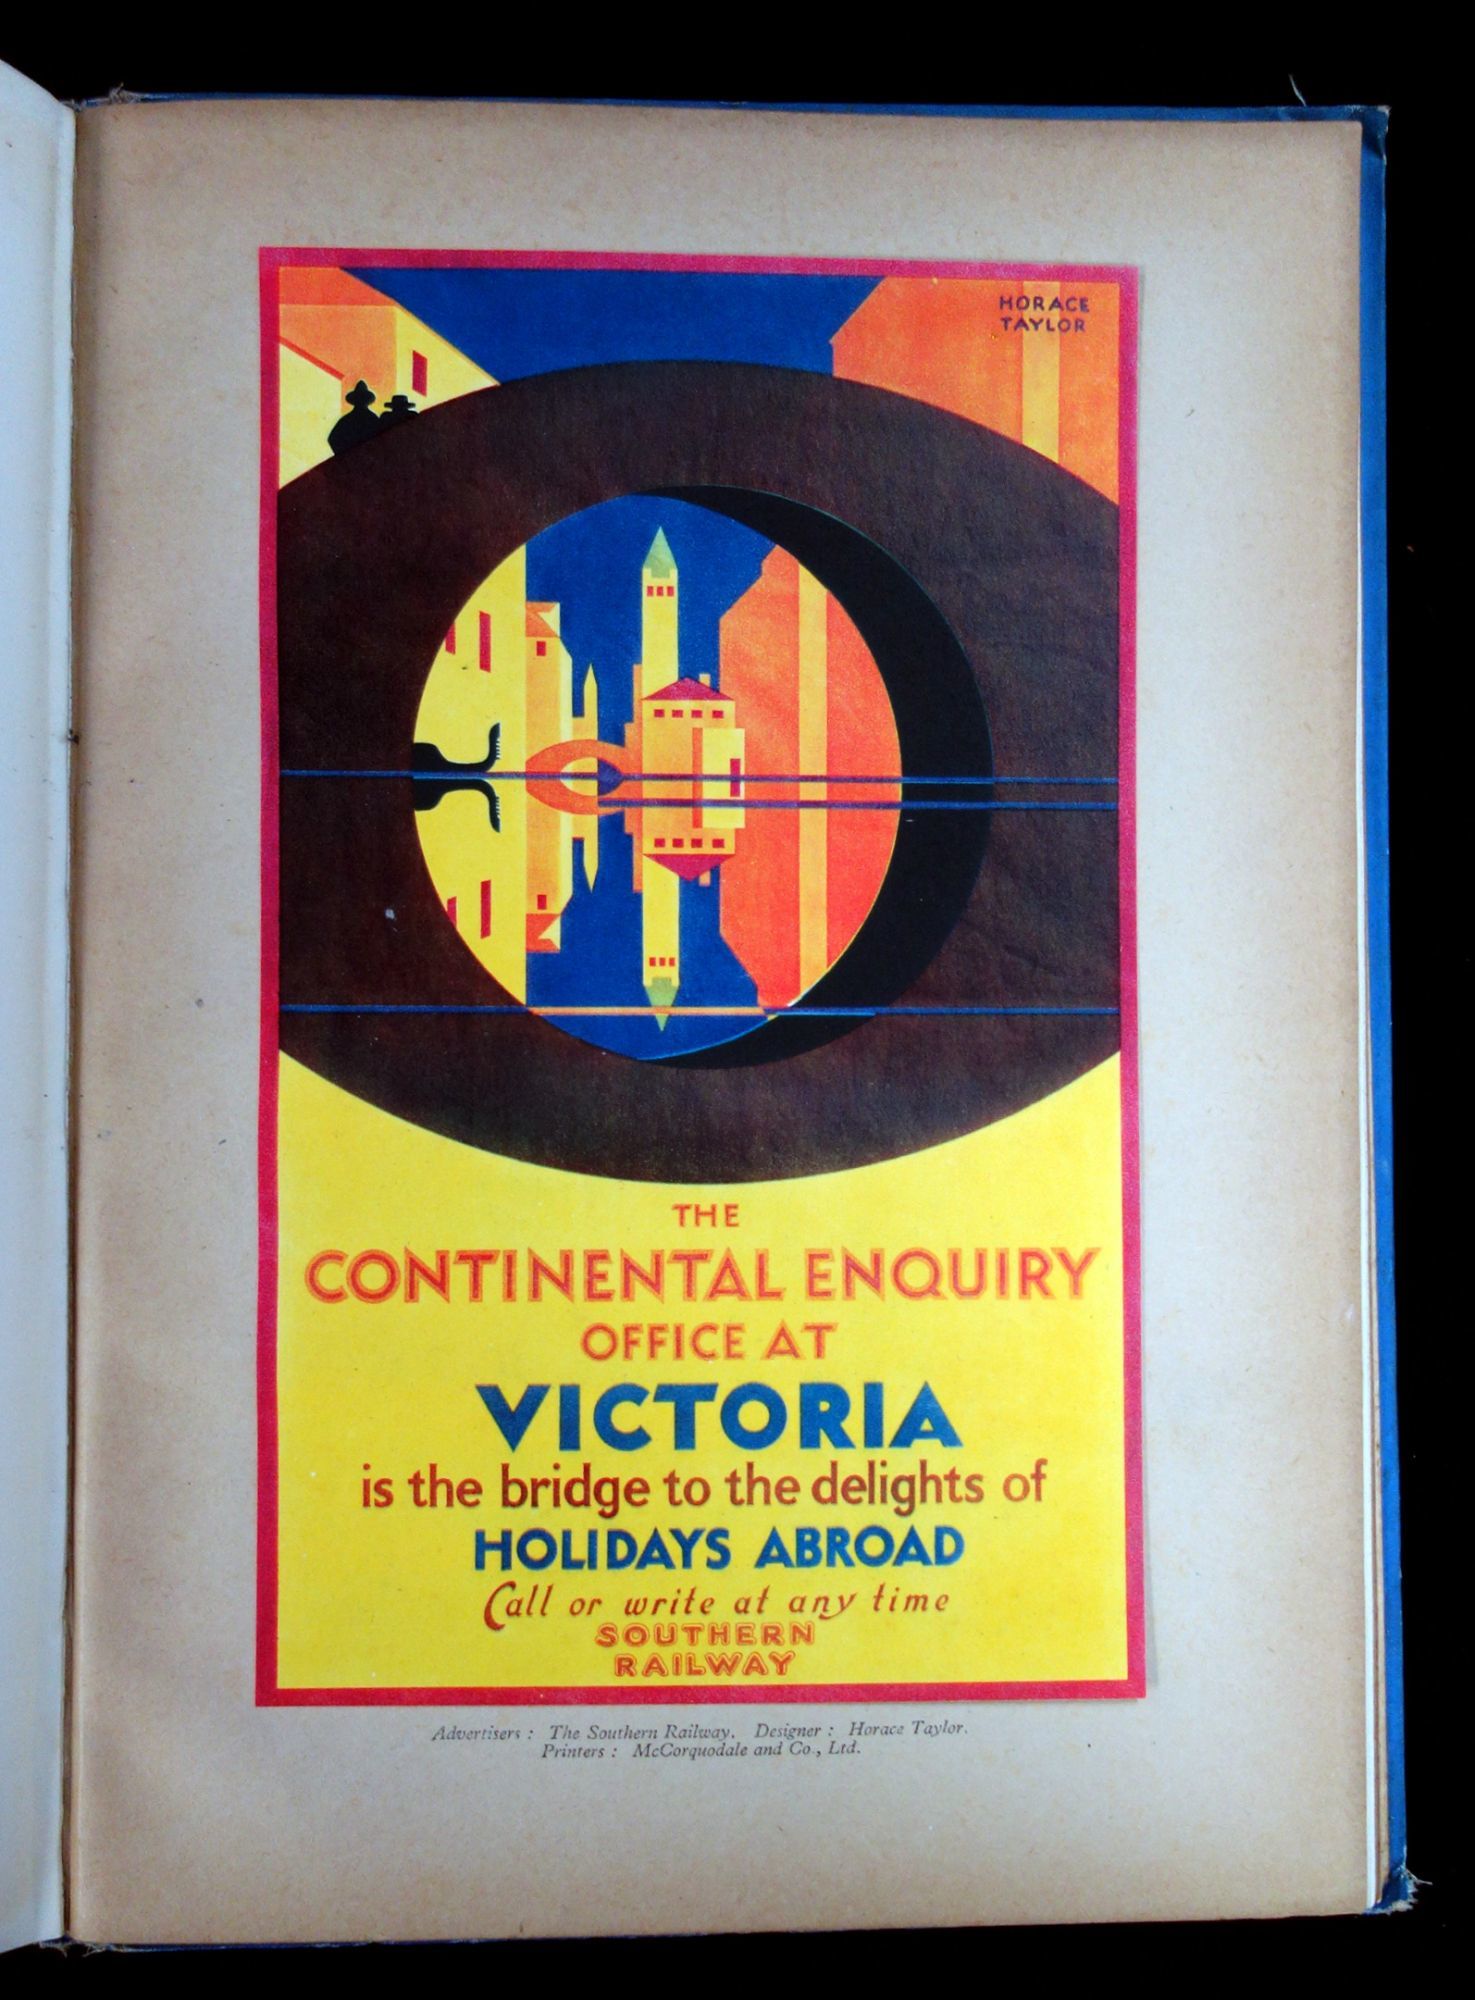 HORACE
TAYLOR
THE
CONTINENTAL ENQUIRY
OFFICE AT
VICTORIA
is the bridge to the delights of
HOLIDAYS ABROAD
Call or write at any time
SOUTHERN
RAILWAY
Advertisers : The Southern Railway. Designer : Horace Taylor.
Printers : McCorquodale and Co., Ltd.